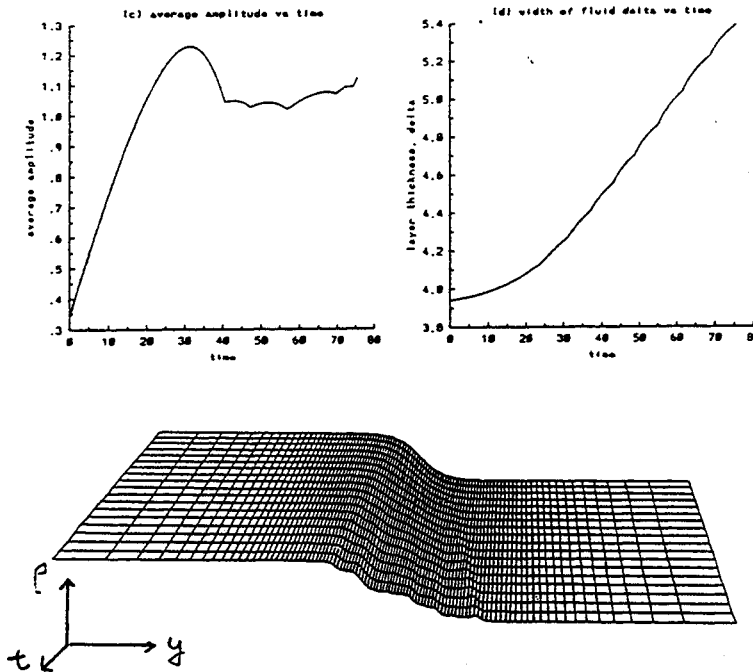 (c) average amplitude vs time
1.3
1.2
1.1
1.0
.9
.8
.7
.6
.5
.4
.3
average amplitude
0 10 20 30 40 50 60 70 80
time
(d) width of fluid delta vs time
5.4
5.2
5.0
4.8
4.6
4.4
4.2
4.0
3.8
layer thickness, delta
0 10 20 30 40 50 60 70 80
time
ρ
t
y